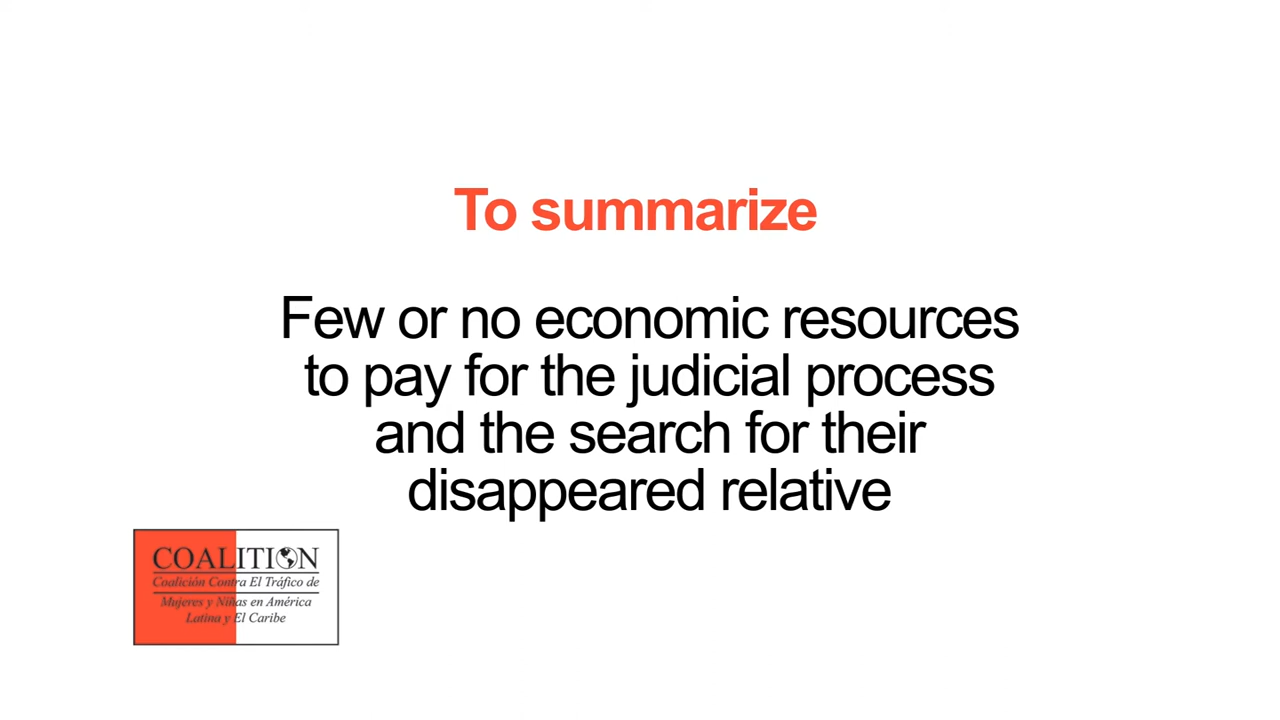 To summarize
Few or no economic resources
to pay for the judicial process
and the search for their
disappeared relative
COALITION
Coalición Contra El Tráfico de
Mujeres y Niñas en América
Latina y El Caribe